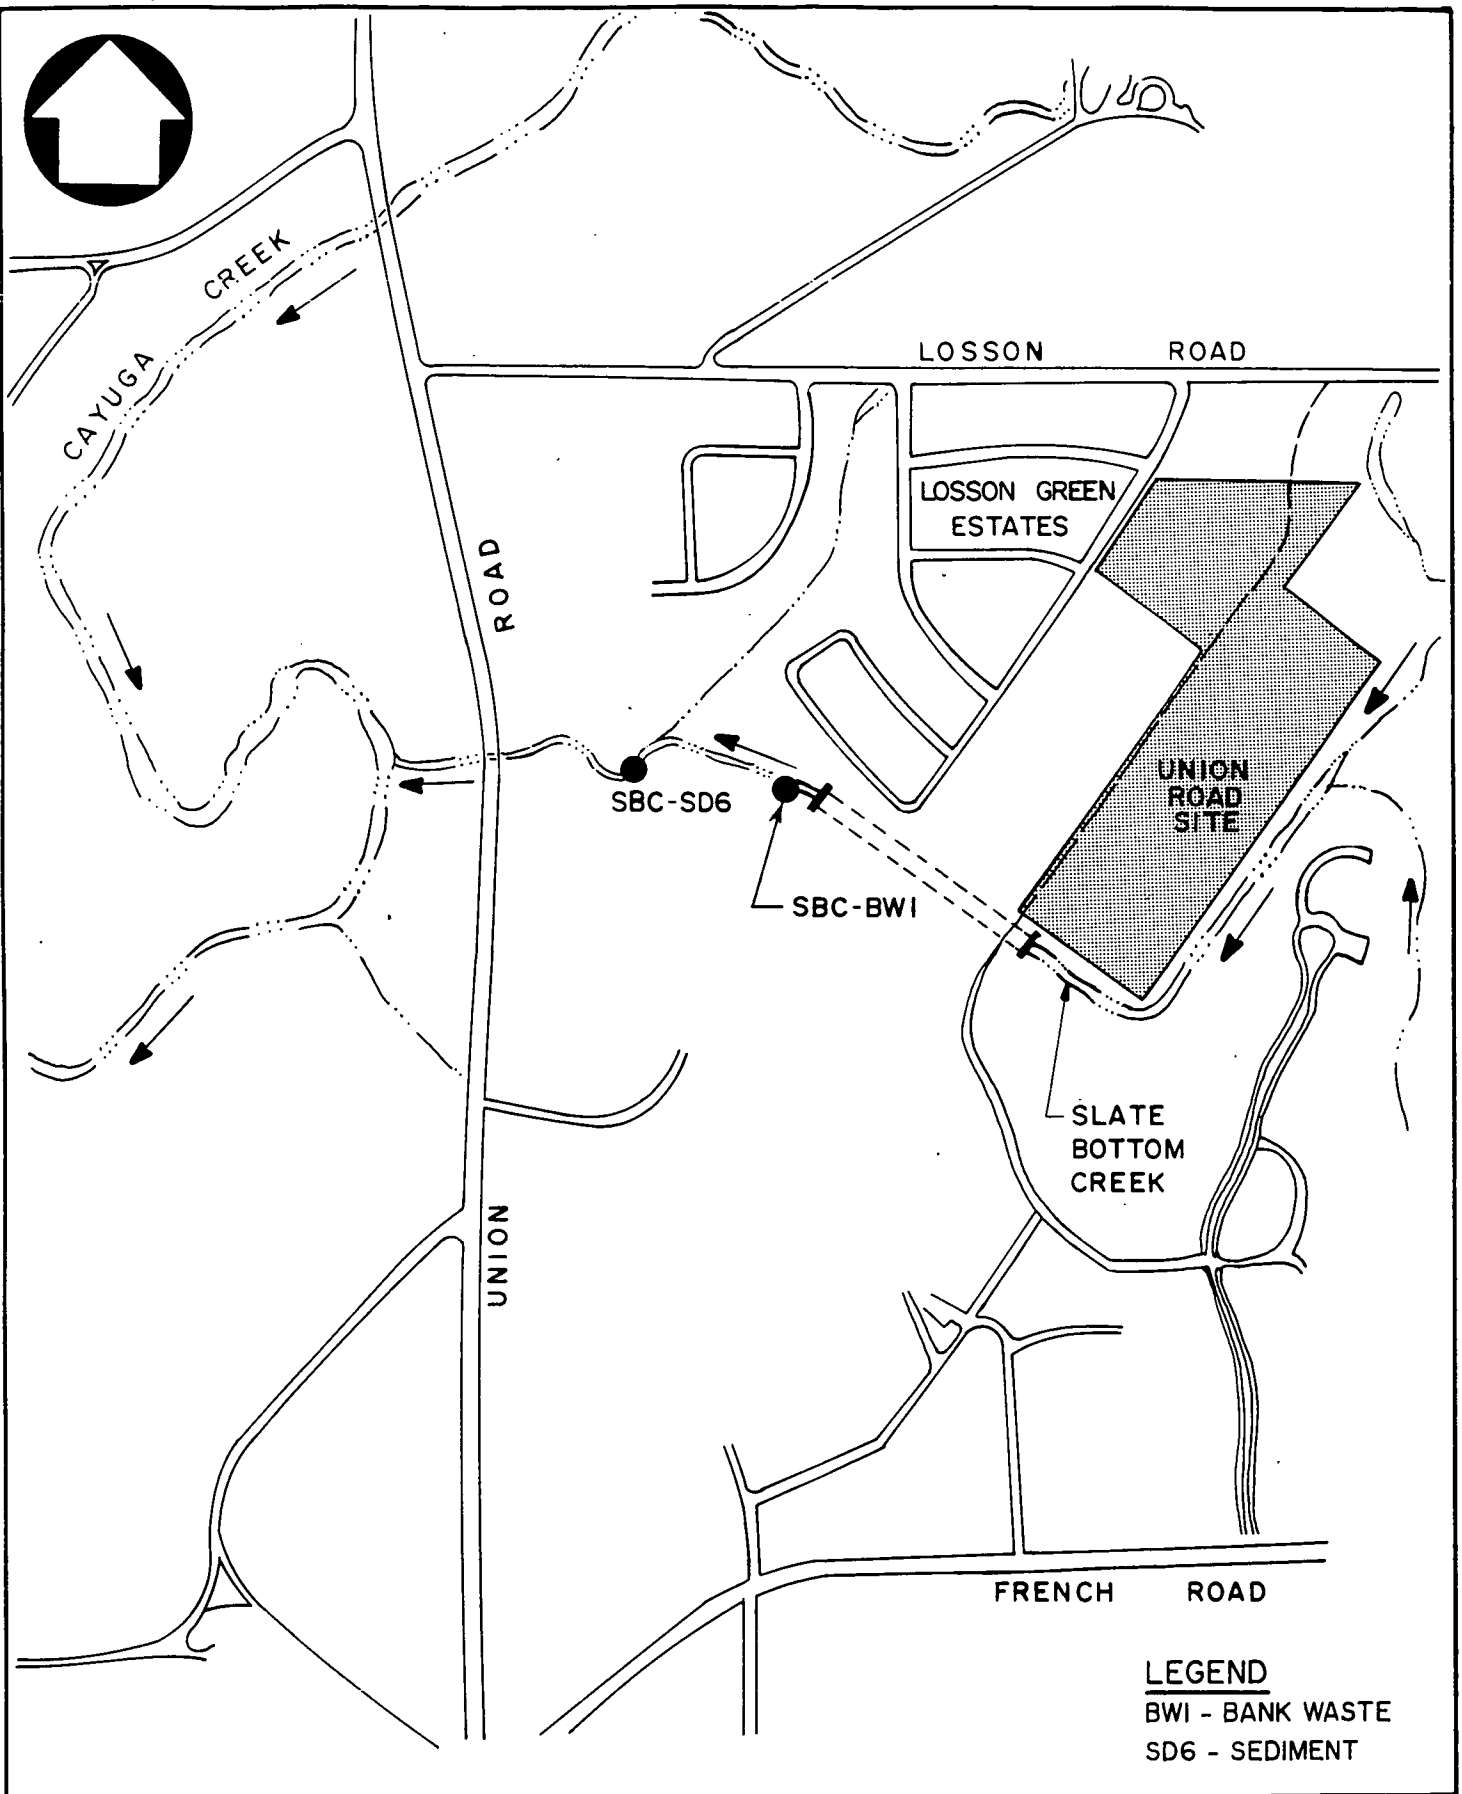 CAYUGA CREEK
LOSSON ROAD
LOSSON GREEN
ESTATES
ROAD
UNION
ROAD
SITE
SBC-SD6
SBC-BW1
SLATE
BOTTOM
CREEK
UNION
FRENCH ROAD
LEGEND
BW1 - BANK WASTE
SD6 - SEDIMENT